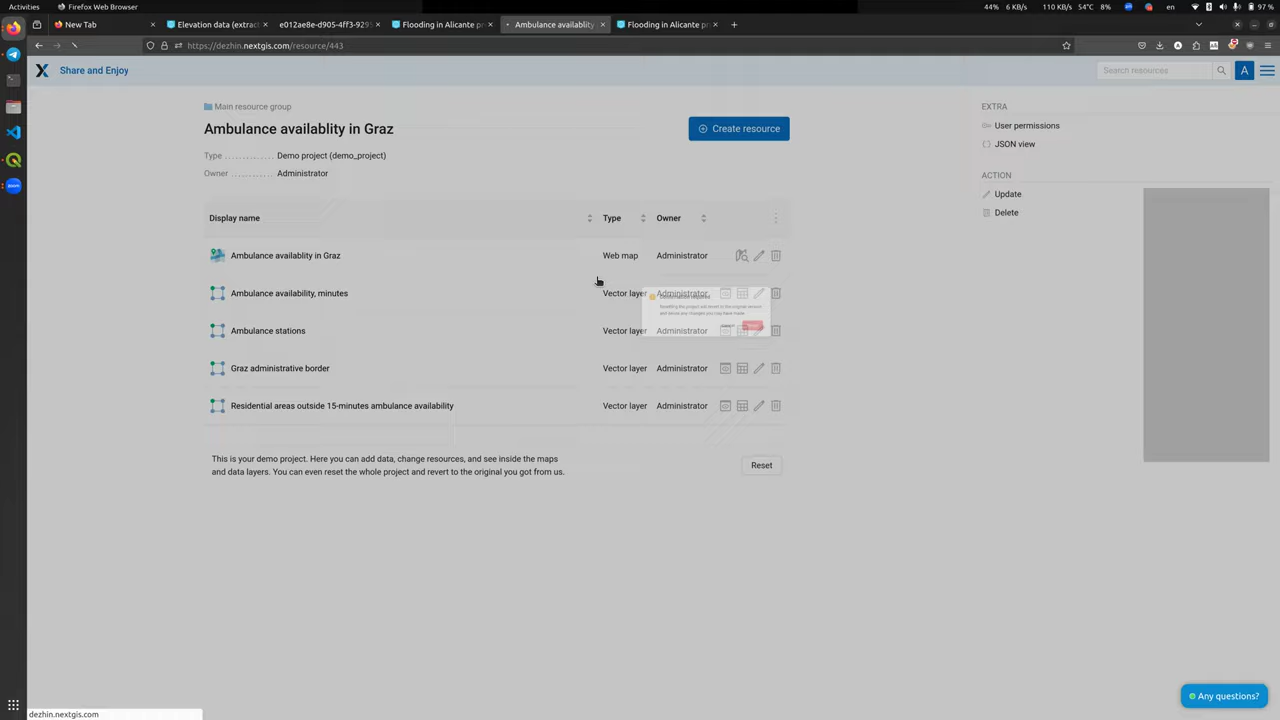 Activities
Firefox Web Browser
44% 6 KB/s 110 KB/s 54°C 8% en 97 %
New Tab
Elevation data (extract
e012ae8e-d905-4ff3-929
Flooding in Alicante pr
Ambulance availablity
Flooding in Alicante pr
https://dezhin.nextgis.com/resource/443
Share and Enjoy
Search resources
A
Main resource group
Ambulance availablity in Graz
Create resource
Type ............. Demo project (demo_project)
Owner ............ Administrator
Display name Type Owner
Ambulance availablity in Graz Web map Administrator
Ambulance availability, minutes Vector layer Administrator
Ambulance stations Vector layer Administrator
Graz administrative border Vector layer Administrator
Residential areas outside 15-minutes ambulance availability Vector layer Administrator
This is your demo project. Here you can add data, change resources, and see inside the maps
and data layers. You can even reset the whole project and revert to the original you got from us.
Reset
EXTRA
User permissions
JSON view
ACTION
Update
Delete
Any questions?
dezhin.nextgis.com